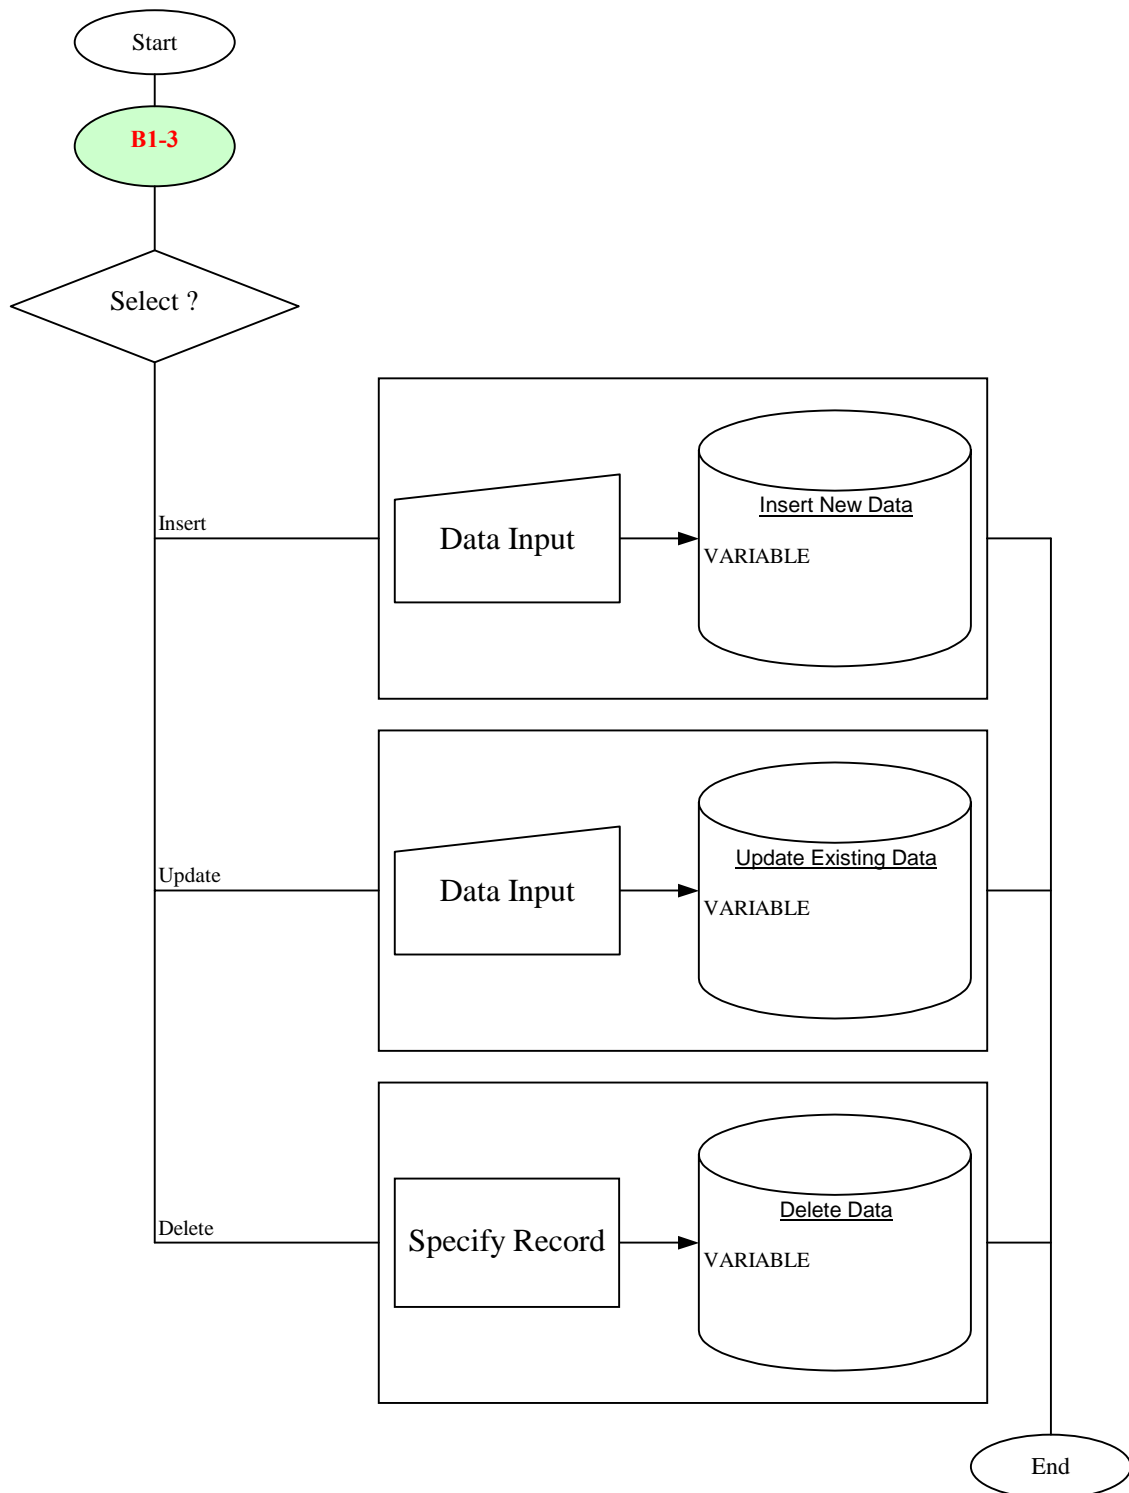 Start
B1-3
Select ?
Insert
Data Input
Insert New Data
VARIABLE
Update
Data Input
Update Existing Data
VARIABLE
Delete
Specify Record
Delete Data
VARIABLE
End